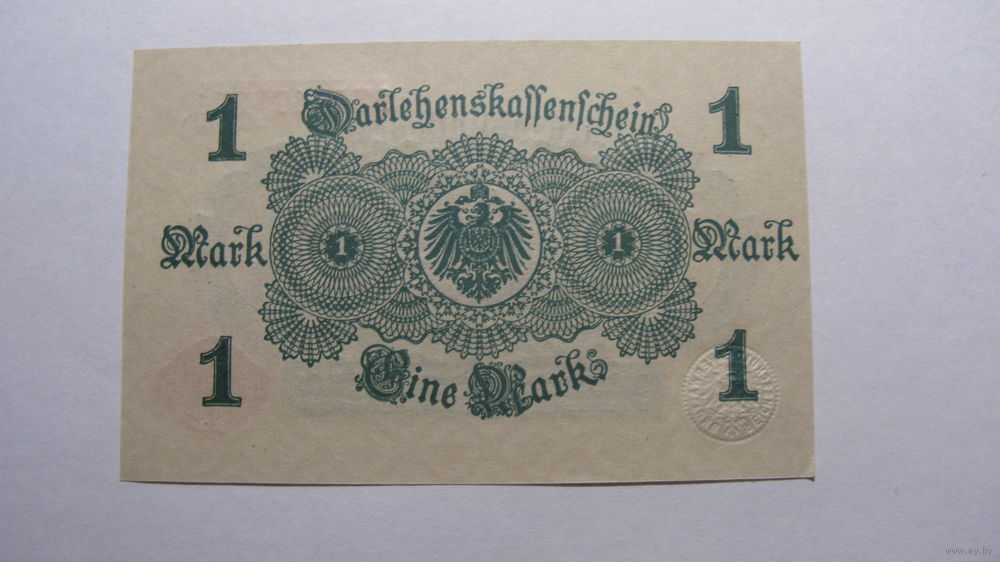 Darlehenskassenschein
1 1
Mark 1 1 Mark
1 1
Eine Mark
www.ay.by